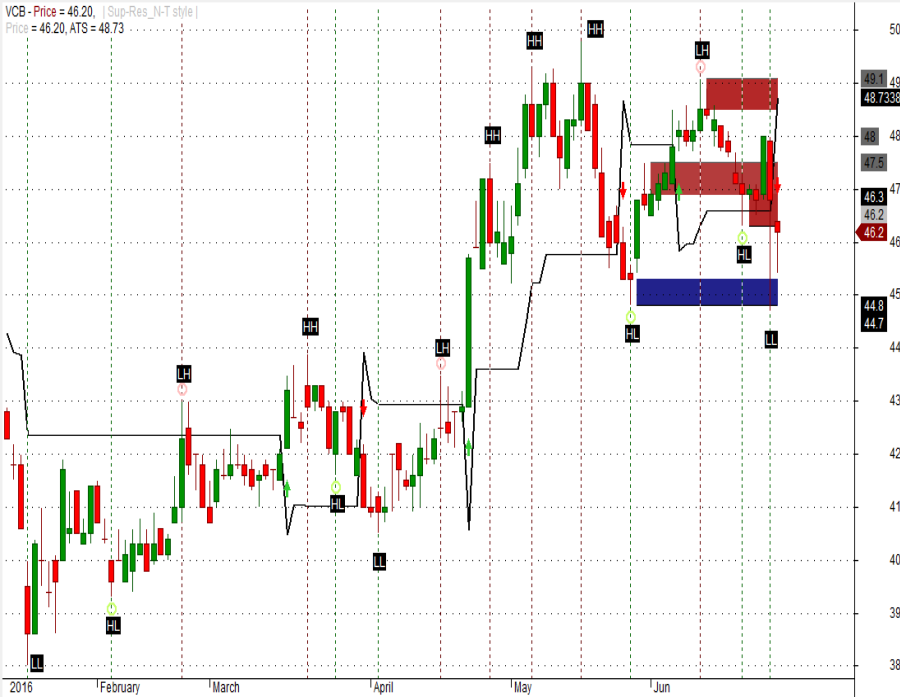 VCB - Price = 46.20, | Sup-Res_N-T style |
Price = 46.20, ATS = 48.73
50
HH
HH
LH
HH
49.1
49
48.7338
48
48
47.5
47
46.3
46.2
46.2
46
HL
45
44.8
44.7
HL
LL
44
HH
LH
LH
43
42
HL
41
LL
40
HL
39
LL
38
2016 February March April May Jun